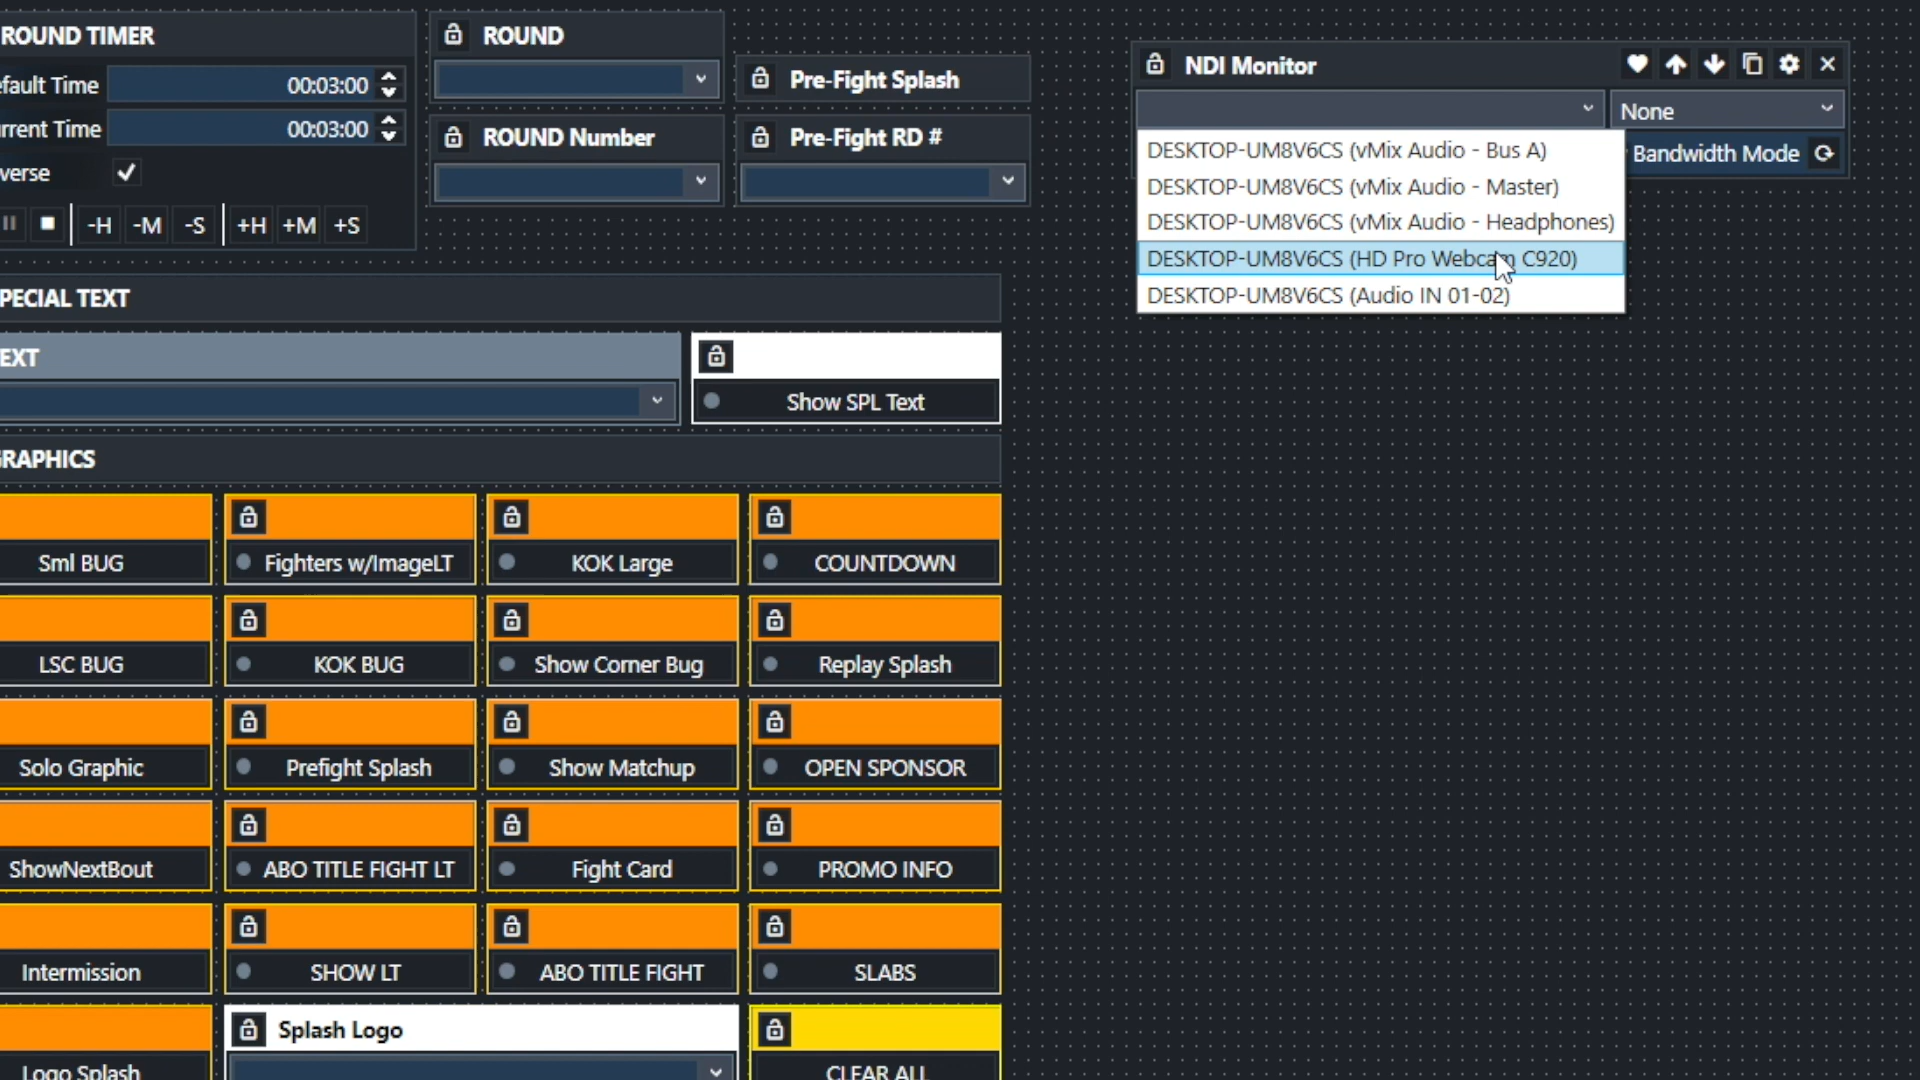 ROUND TIMER
efault Time
00:03:00
rrent Time
00:03:00
verse
-H
-M
-S
+H
+M
+S
ROUND
ROUND Number
Pre-Fight Splash
Pre-Fight RD #
NDI Monitor
None
Bandwidth Mode
DESKTOP-UM8V6CS (vMix Audio - Bus A)
DESKTOP-UM8V6CS (vMix Audio - Master)
DESKTOP-UM8V6CS (vMix Audio - Headphones)
DESKTOP-UM8V6CS (HD Pro Webcam C920)
DESKTOP-UM8V6CS (Audio IN 01-02)
PECIAL TEXT
EXT
Show SPL Text
RAPHICS
Sml BUG
Fighters w/ImageLT
KOK Large
COUNTDOWN
LSC BUG
KOK BUG
Show Corner Bug
Replay Splash
Solo Graphic
Prefight Splash
Show Matchup
OPEN SPONSOR
ShowNextBout
ABO TITLE FIGHT LT
Fight Card
PROMO INFO
Intermission
SHOW LT
ABO TITLE FIGHT
SLABS
Splash Logo
Logo Splash
CLEAR ALL